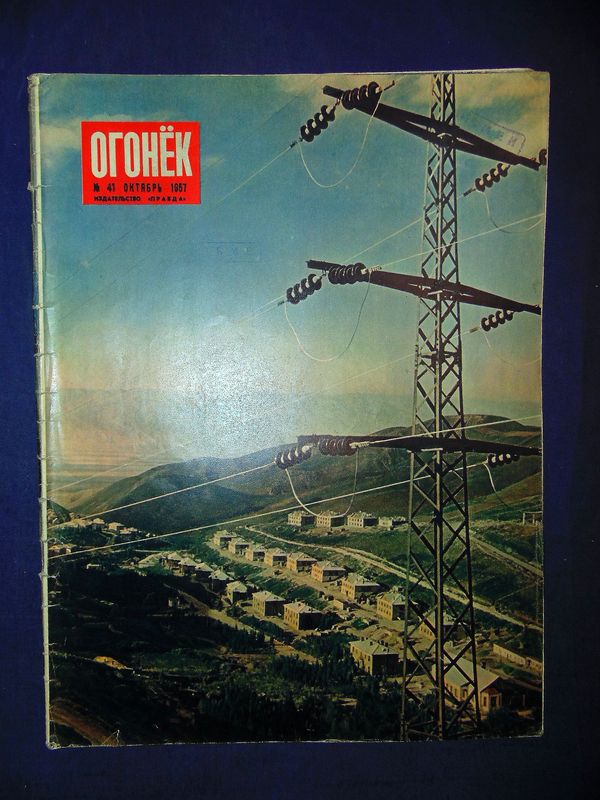 ОГОНЁК
№ 41 ОКТЯБРЬ 1957
ИЗДАТЕЛЬСТВО «ПРАВДА»